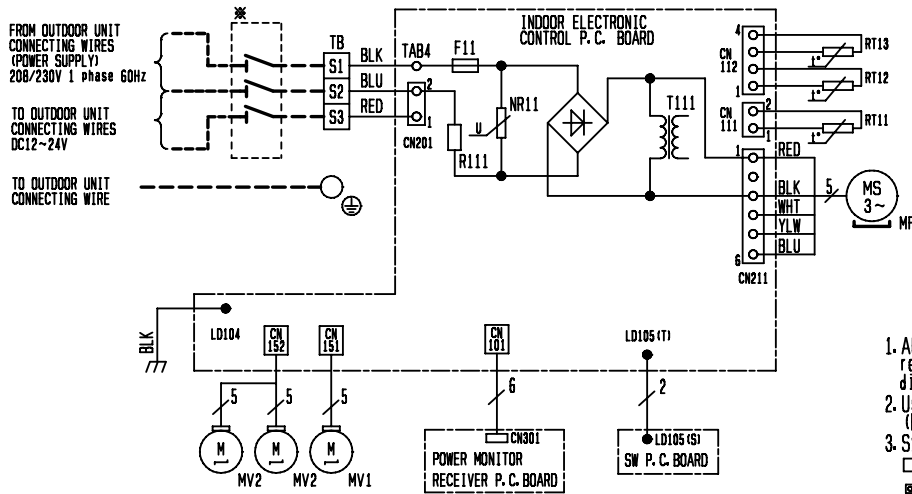 FROM OUTDOOR UNIT
CONNECTING WIRES
(POWER SUPPLY)
208/230V 1 phase 60Hz
TO OUTDOOR UNIT
CONNECTING WIRES
DC12~24V
TO OUTDOOR UNIT
CONNECTING WIRE
※
TB
S1
S2
S3
BLK
BLU
RED
TAB4
2
1
CN201
F11
R111
NR11
U
INDOOR ELECTRONIC
CONTROL P.C. BOARD
T111
4
CN
112
1
2
CN
111
1
t°
RT13
t°
RT12
t°
RT11
1
6
CN211
RED
BLK
WHT
YLW
BLU
5
MS
3~
MF
BLK
LD104
CN
152
CN
151
CN
101
LD105(T)
5
5
5
6
2
M
M
M
MV2
MV2
MV1
CN301
POWER MONITOR
RECEIVER P.C.BOARD
LD105(S)
SW P.C.BOARD
1.
2.
3. S